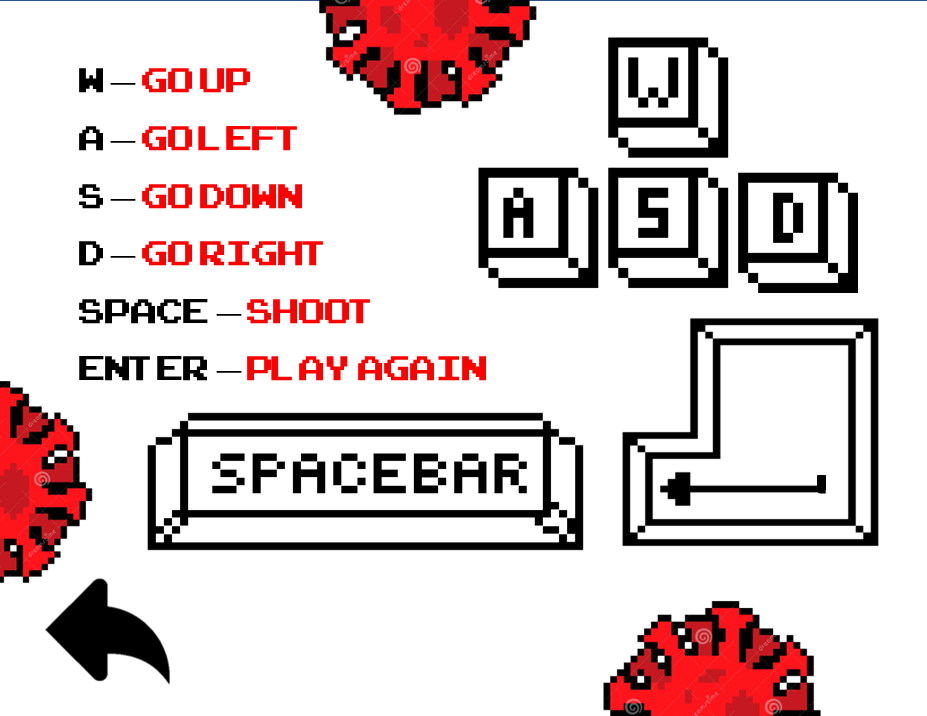 W – GO UP
A – GO LEFT
S – GO DOWN
D – GO RIGHT
SPACE – SHOOT
ENTER – PLAY AGAIN
W
A S D
SPACEBAR